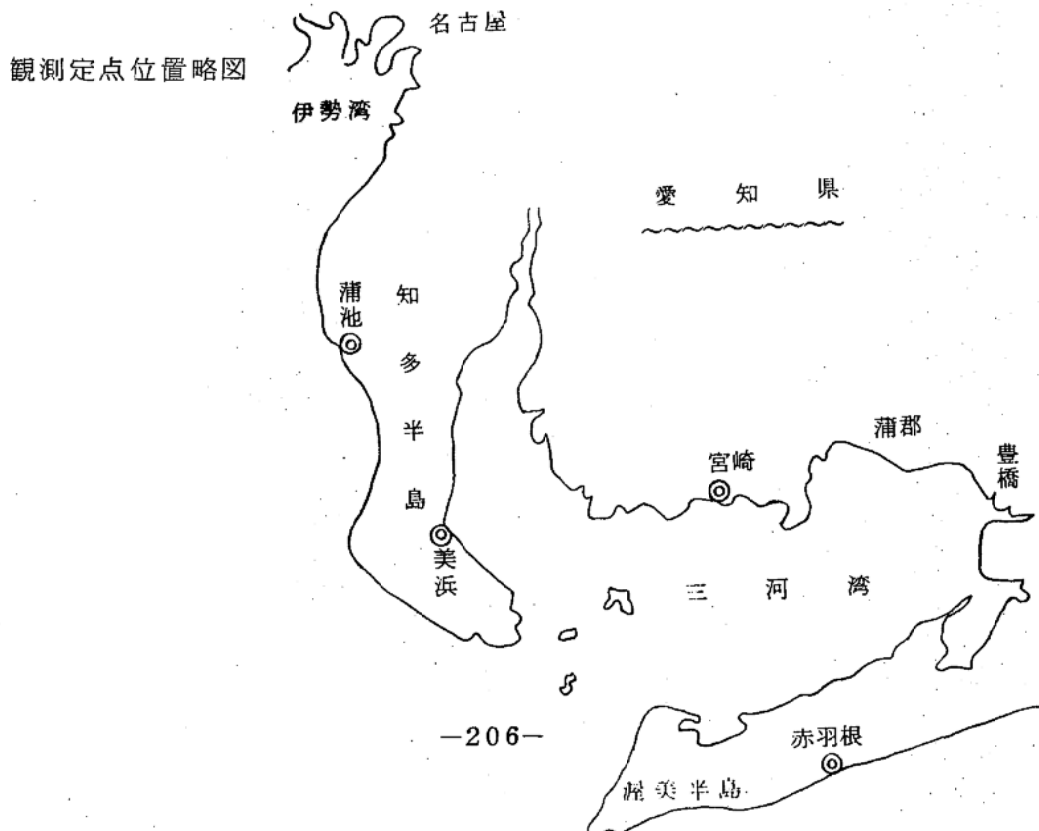 名古屋
観測定点位置略図
伊勢湾
愛知県
蒲池
知多半島
蒲郡
豊橋
宮崎
美浜
三河湾
−206−
赤羽根
渥美半島